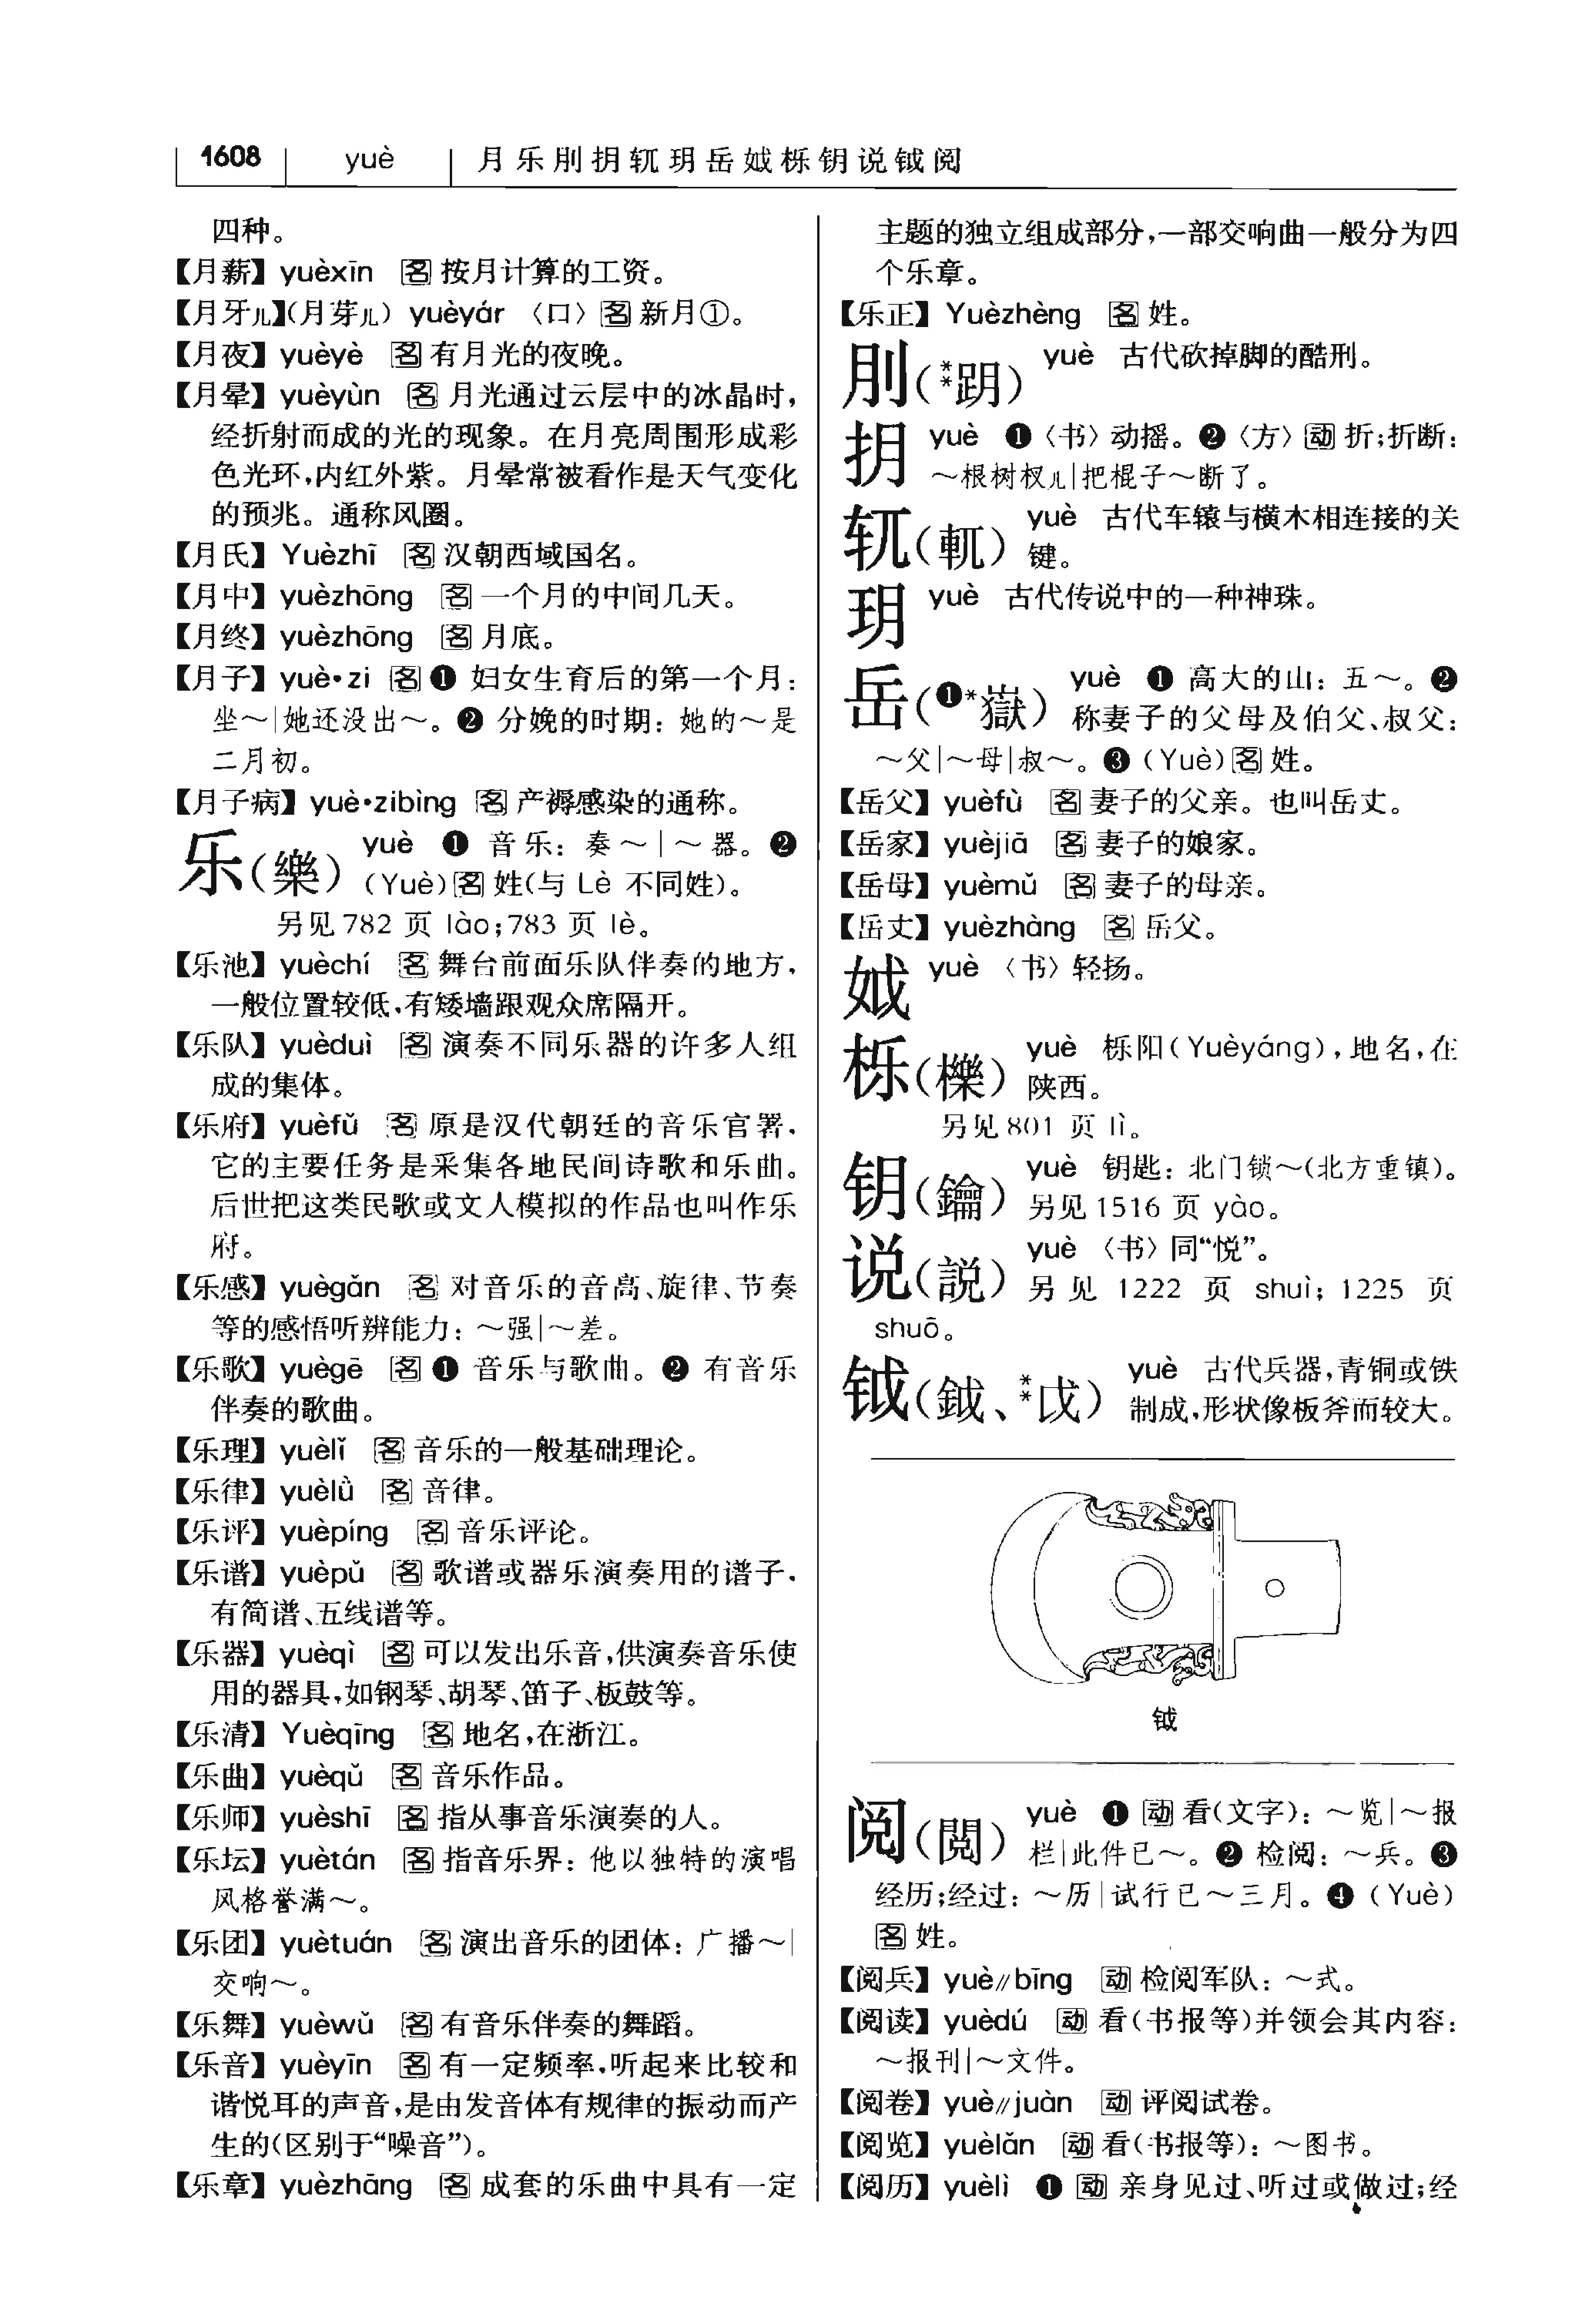 1608 yuè 月乐刖抈𫐄玥岳娍栎钥说钺阅
四种。
【月薪】yuèxīn 名 按月计算的工资。
【月牙儿】(月芽儿) yuèyár 〈口〉名 新月①。
【月夜】yuèyè 名 有月光的夜晚。
【月晕】yuèyùn 名 月光通过云层中的冰晶时,
经折射而成的光的现象。在月亮周围形成彩
色光环,内红外紫。月晕常被看作是天气变化
的预兆。通称风圈。
【月氏】Yuèzhī 名 汉朝西域国名。
【月中】yuèzhōng 名 一个月的中间几天。
【月终】yuèzhōng 名 月底。
【月子】yuè•zi 名 ❶ 妇女生育后的第一个月:
坐~|她还没出~。❷ 分娩的时期: 她的~是
二月初。
【月子病】yuè•zibìng 名 产褥感染的通称。
乐(樂) yuè ❶ 音乐: 奏~|~器。❷
(Yuè)名 姓(与 Lè 不同姓)。
另见 782 页 lào;783 页 lè。
【乐池】yuèchí 名 舞台前面乐队伴奏的地方,
一般位置较低,有矮墙跟观众席隔开。
【乐队】yuèduì 名 演奏不同乐器的许多人组
成的集体。
【乐府】yuèfǔ 名 原是汉代朝廷的音乐官署,
它的主要任务是采集各地民间诗歌和乐曲。
后世把这类民歌或文人模拟的作品也叫作乐
府。
【乐感】yuègǎn 名 对音乐的音高、旋律、节奏
等的感悟听辨能力: ~强|~差。
【乐歌】yuègē 名 ❶ 音乐与歌曲。❷ 有音乐
伴奏的歌曲。
【乐理】yuèlǐ 名 音乐的一般基础理论。
【乐律】yuèlǜ 名 音律。
【乐评】yuèpíng 名 音乐评论。
【乐谱】yuèpǔ 名 歌谱或器乐演奏用的谱子,
有简谱、五线谱等。
【乐器】yuèqì 名 可以发出乐音,供演奏音乐使
用的器具,如钢琴、胡琴、笛子、板鼓等。
【乐清】Yuèqīng 名 地名,在浙江。
【乐曲】yuèqǔ 名 音乐作品。
【乐师】yuèshī 名 指从事音乐演奏的人。
【乐坛】yuètán 名 指音乐界: 他以独特的演唱
风格誉满~。
【乐团】yuètuán 名 演出音乐的团体: 广播~|
交响~。
【乐舞】yuèwǔ 名 有音乐伴奏的舞蹈。
【乐音】yuèyīn 名 有一定频率,听起来比较和
谐悦耳的声音,是由发音体有规律的振动而产
生的(区别于“噪音”)。
【乐章】yuèzhāng 名 成套的乐曲中具有一定
主题的独立组成部分,一部交响曲一般分为四
个乐章。
【乐正】Yuèzhèng 名 姓。
刖(**跀) yuè 古代砍掉脚的酷刑。
抈 yuè ❶〈书〉动摇。❷〈方〉动 折;折断:
~根树杈儿|把棍子~断了。
𫐄(軏) yuè 古代车辕与横木相连接的关
键。
玥 yuè 古代传说中的一种神珠。
岳(❶*嶽) yuè ❶ 高大的山: 五~。❷
称妻子的父母及伯父、叔父:
~父|~母|叔~。❸ (Yuè)名 姓。
【岳父】yuèfù 名 妻子的父亲。也叫岳丈。
【岳家】yuèjiā 名 妻子的娘家。
【岳母】yuèmǔ 名 妻子的母亲。
【岳丈】yuèzhàng 名 岳父。
娍 yuè 〈书〉轻扬。
栎(櫟) yuè 栎阳(Yuèyáng),地名,在
陕西。
另见 801 页 lì。
钥(鑰) yuè 钥匙: 北门锁~(北方重镇)。
另见 1516 页 yào。
说(説) yuè 〈书〉同“悦”。
另见 1222 页 shuì; 1225 页
shuō。
钺(鉞、**戉) yuè 古代兵器,青铜或铁
制成,形状像板斧而较大。
钺
阅(閲) yuè ❶ 动 看(文字): ~览|~报
栏|此件已~。❷ 检阅: ~兵。❸
经历;经过: ~历|试行已~三月。❹ (Yuè)
名 姓。
【阅兵】yuè//bīng 动 检阅军队: ~式。
【阅读】yuèdú 动 看(书报等)并领会其内容:
~报刊|~文件。
【阅卷】yuè//juàn 动 评阅试卷。
【阅览】yuèlǎn 动 看(书报等): ~图书。
【阅历】yuèlì ❶ 动 亲身见过、听过或做过;经